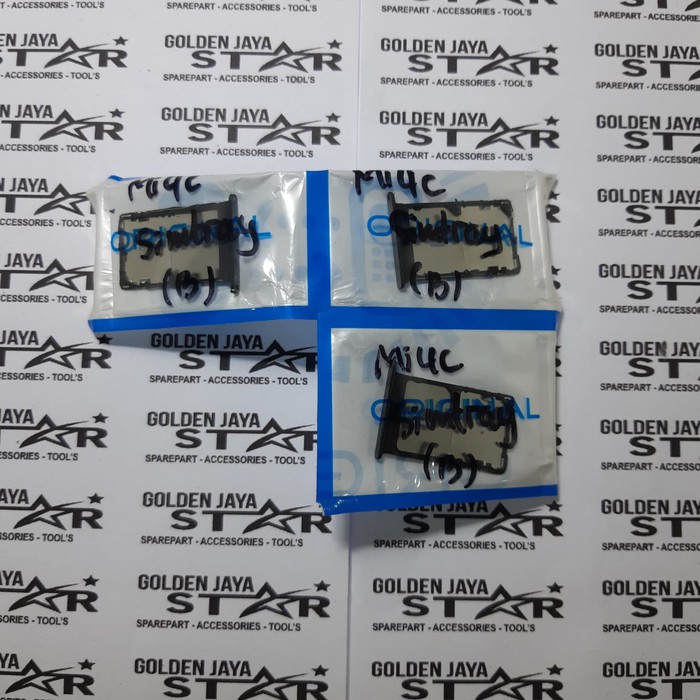 Mi4C
ORIGINAL
Simtray
(B)
Mi4C
ORIGINAL
Simtray
(B)
Mi4C
ORIGINAL
Simtray
(B)
GOLDEN JAYA
STAR
SPAREPART - ACCESSORIES - TOOL'S